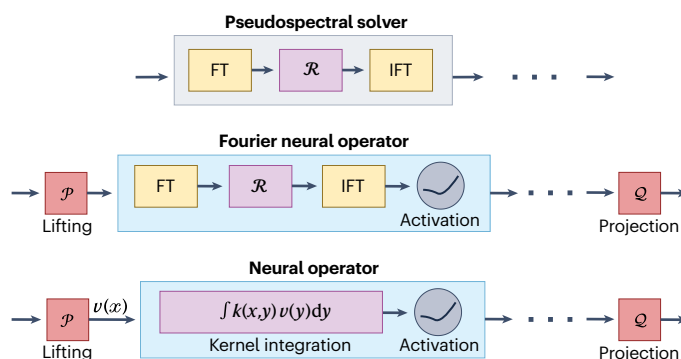 Pseudospectral solver
FT
ℛ
IFT
Fourier neural operator
𝒫
FT
ℛ
IFT
𝒬
Lifting
Activation
Projection
Neural operator
𝒫
v(x)
∫ k(x,y) v(y)dy
𝒬
Lifting
Kernel integration
Activation
Projection